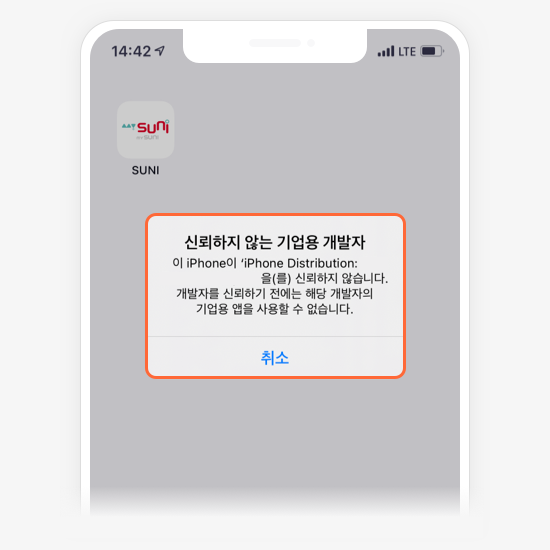 14:42
LTE
suni
SUNI
신뢰하지 않는 기업용 개발자
이 iPhone이 ‘iPhone Distribution:
을(를) 신뢰하지 않습니다.
개발자를 신뢰하기 전에는 해당 개발자의
기업용 앱을 사용할 수 없습니다.
취소